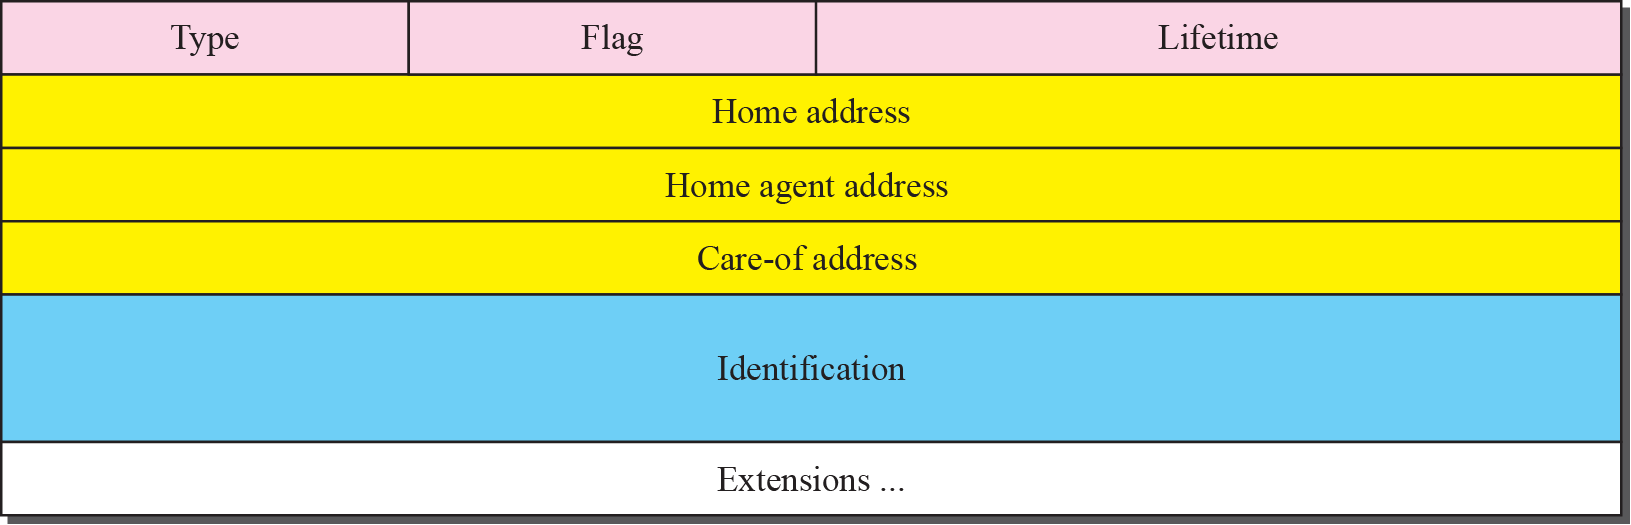 Type Flag Lifetime
Home address
Home agent address
Care-of address
Identification
Extensions ...